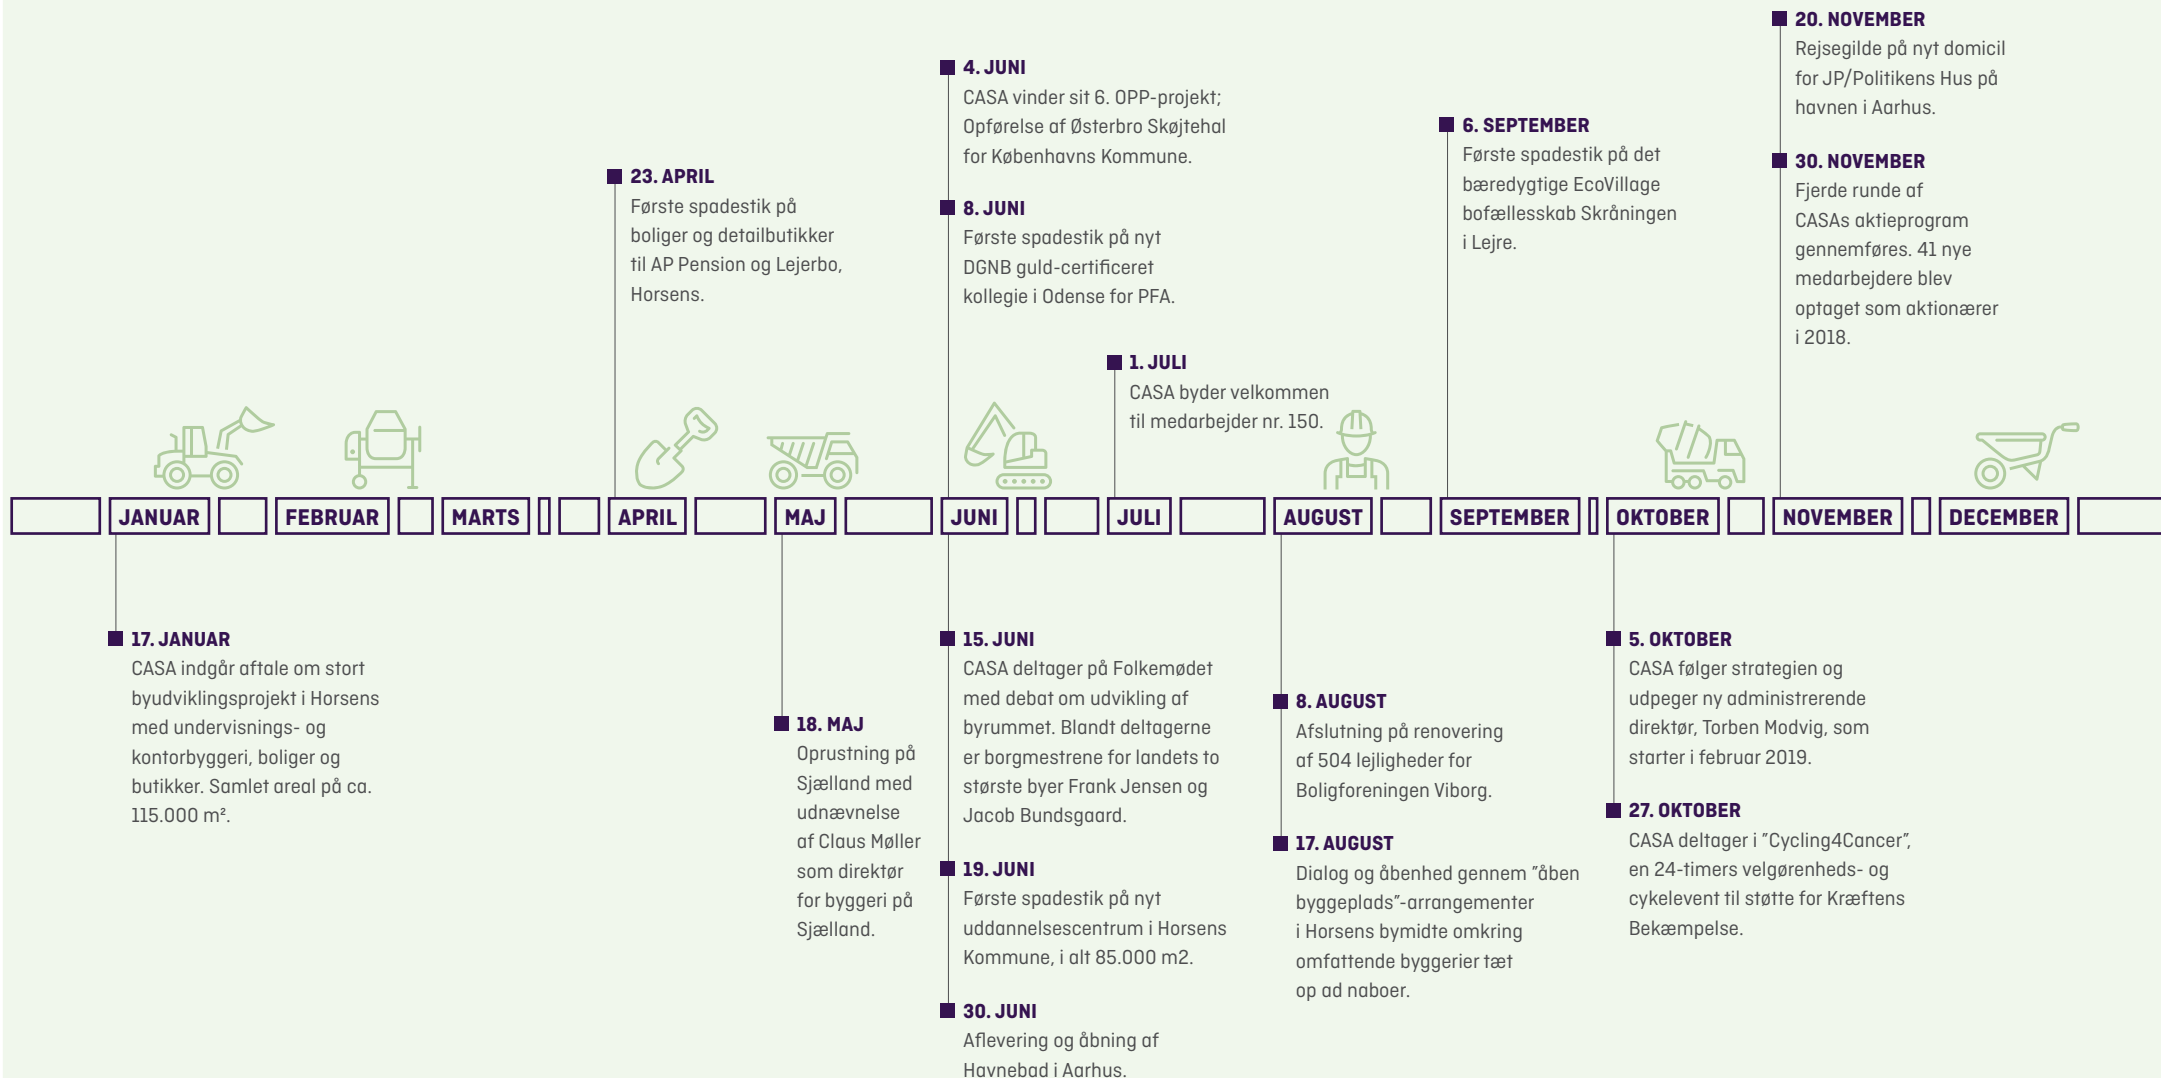 20. NOVEMBER
Rejsegilde på nyt domicil
for JP/Politikens Hus på
havnen i Aarhus.
4. JUNI
CASA vinder sit 6. OPP-projekt;
Opførelse af Østerbro Skøjtehal
for Københavns Kommune.
6. SEPTEMBER
Første spadestik på det
bæredygtige EcoVillage
bofællesskab Skråningen
i Lejre.
30. NOVEMBER
Fjerde runde af
CASAs aktieprogram
gennemføres. 41 nye
medarbejdere blev
optaget som aktionærer
i 2018.
23. APRIL
Første spadestik på
boliger og detailbutikker
til AP Pension og Lejerbo,
Horsens.
8. JUNI
Første spadestik på nyt
DGNB guld-certificeret
kollegie i Odense for PFA.
1. JULI
CASA byder velkommen
til medarbejder nr. 150.
JANUAR FEBRUAR MARTS APRIL MAJ JUNI JULI AUGUST SEPTEMBER OKTOBER NOVEMBER DECEMBER
17. JANUAR
CASA indgår aftale om stort
byudviklingsprojekt i Horsens
med undervisnings- og
kontorbyggeri, boliger og
butikker. Samlet areal på ca.
115.000 m².
18. MAJ
Oprustning på
Sjælland med
udnævnelse
af Claus Møller
som direktør
for byggeri på
Sjælland.
15. JUNI
CASA deltager på Folkemødet
med debat om udvikling af
byrummet. Blandt deltagerne
er borgmestrene for landets to
største byer Frank Jensen og
Jacob Bundsgaard.
19. JUNI
Første spadestik på nyt
uddannelsescentrum i Horsens
Kommune, i alt 85.000 m2.
30. JUNI
Aflevering og åbning af
Havnebad i Aarhus.
8. AUGUST
Afslutning på renovering
af 504 lejligheder for
Boligforeningen Viborg.
17. AUGUST
Dialog og åbenhed gennem ”åben
byggeplads”-arrangementer
i Horsens bymidte omkring
omfattende byggerier tæt
op ad naboer.
5. OKTOBER
CASA følger strategien og
udpeger ny administrerende
direktør, Torben Modvig, som
starter i februar 2019.
27. OKTOBER
CASA deltager i ”Cycling4Cancer”,
en 24-timers velgørenheds- og
cykelevent til støtte for Kræftens
Bekæmpelse.